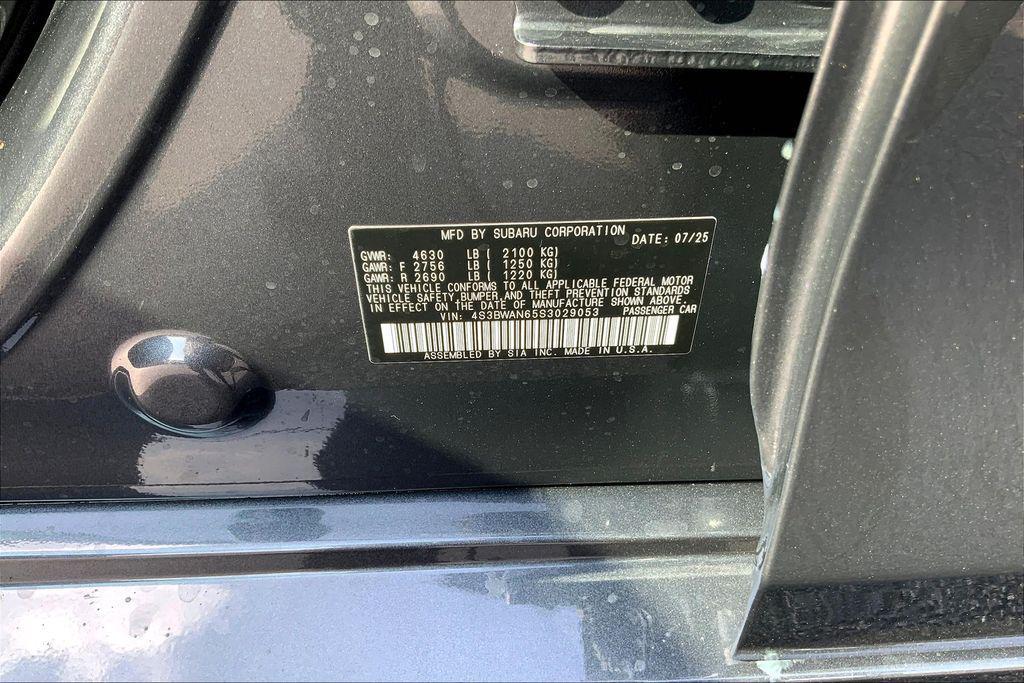 MFD BY SUBARU CORPORATION DATE: 07/25
GVWR: 4630 LB ( 2100 KG)
GAWR: F 2756 LB ( 1250 KG)
GAWR: R 2690 LB ( 1220 KG)
THIS VEHICLE CONFORMS TO ALL APPLICABLE FEDERAL MOTOR
VEHICLE SAFETY, BUMPER, AND THEFT PREVENTION STANDARDS
IN EFFECT ON THE DATE OF MANUFACTURE SHOWN ABOVE.
VIN: 4S3BWAN65S3029053 PASSENGER CAR
ASSEMBLED BY SIA INC. MADE IN U.S.A.